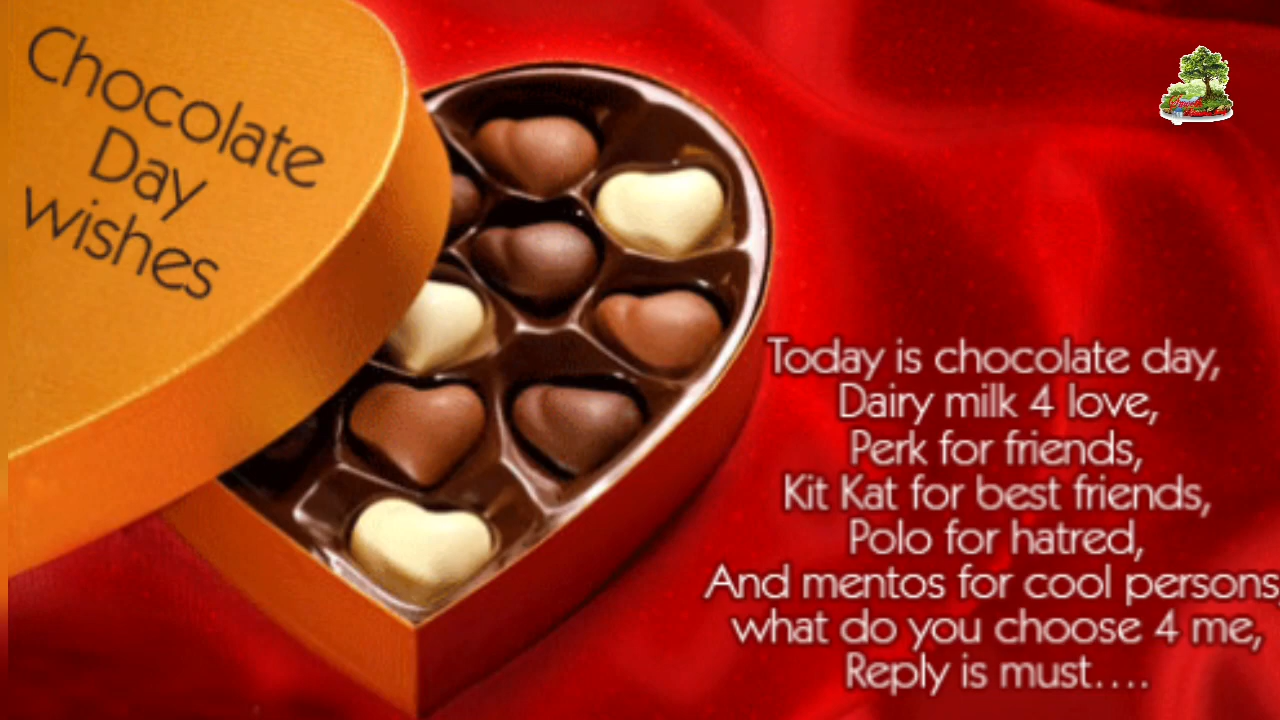 Chocolate
Day
wishes
Today is chocolate day,
Dairy milk 4 love,
Perk for friends,
Kit Kat for best friends,
Polo for hatred,
And mentos for cool persons,
what do you choose 4 me,
Reply is must....